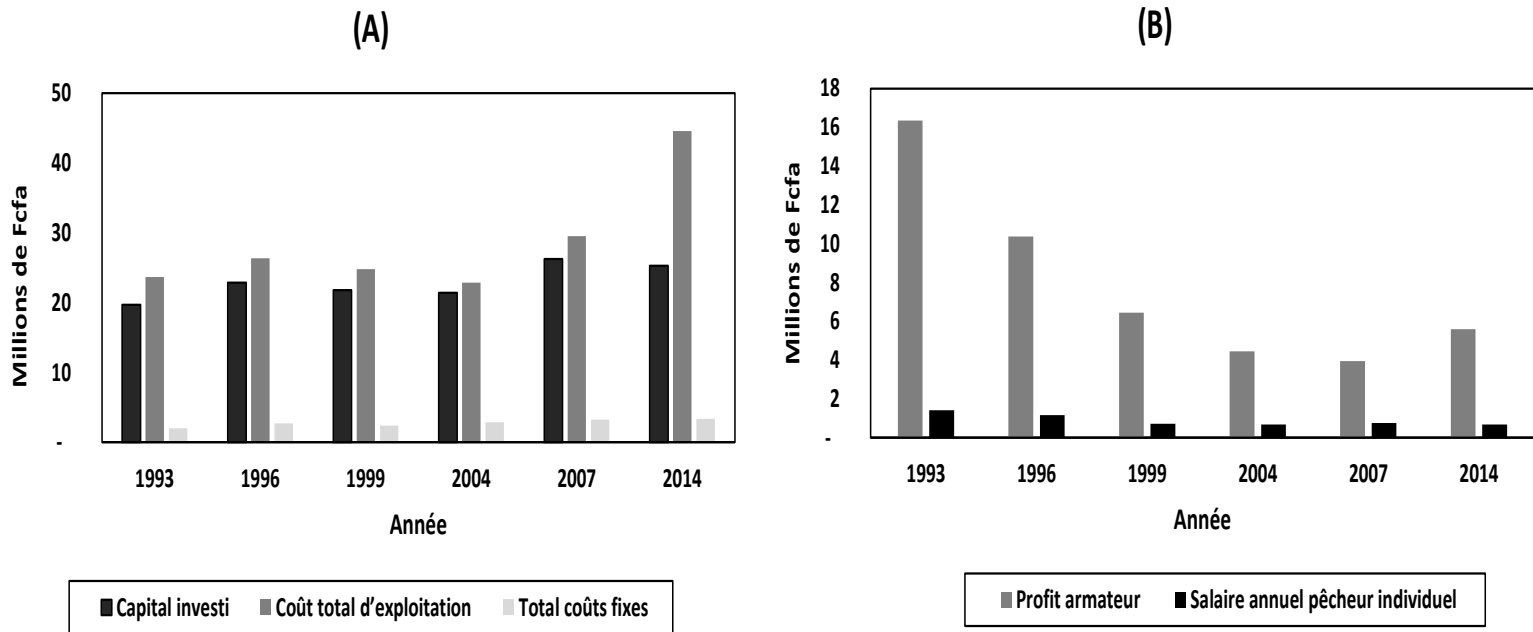 (A)
Millions de Fcfa
50
40
30
20
10
-
1993 1996 1999 2004 2007 2014
Année
Capital investi Coût total d’exploitation Total coûts fixes
(B)
Millions de Fcfa
18
16
14
12
10
8
6
4
2
-
1993 1996 1999 2004 2007 2014
Année
Profit armateur Salaire annuel pêcheur individuel